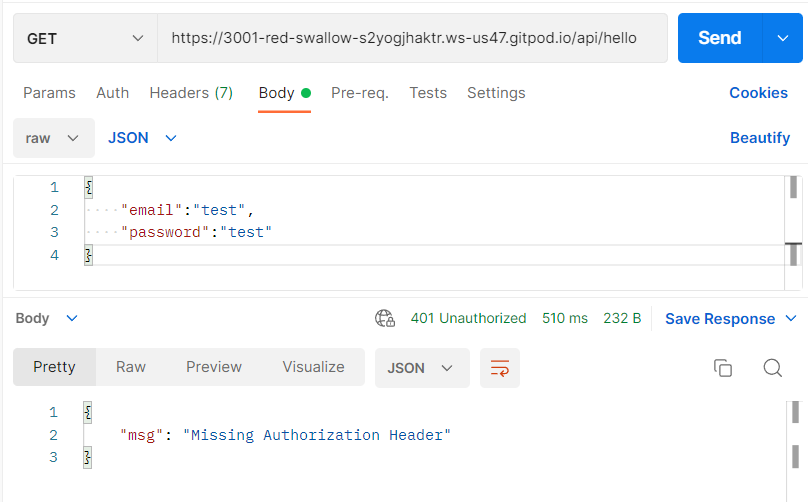 GET https://3001-red-swallow-s2yogjhaktr.ws-us47.gitpod.io/api/hello Send
Params Auth Headers (7) Body Pre-req. Tests Settings Cookies
raw JSON Beautify
1 {
2 "email":"test",
3 "password":"test"
4 }
Body 401 Unauthorized 510 ms 232 B Save Response
Pretty Raw Preview Visualize JSON
1 {
2 "msg": "Missing Authorization Header"
3 }